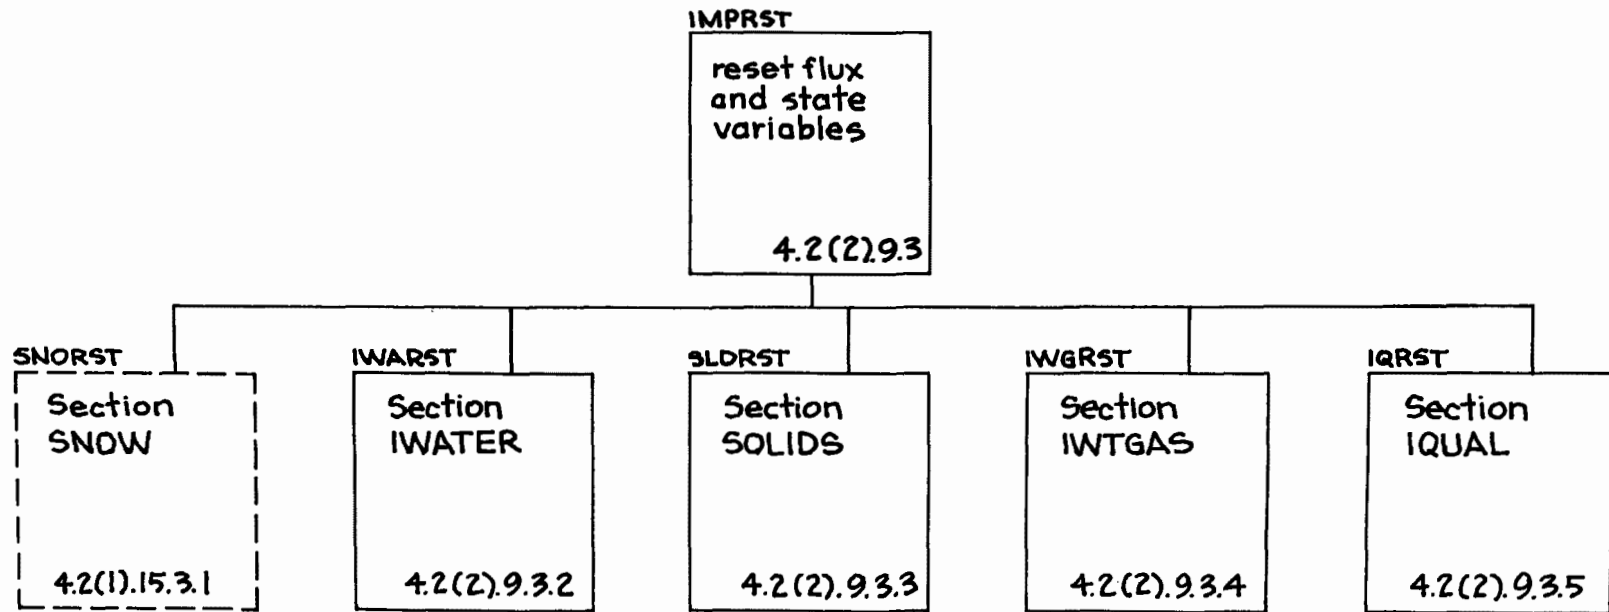 IMPRST
reset flux
and state
variables
4.2(2).9.3
SNORST
Section
SNOW
4.2(1).15.3.1
IWARST
Section
IWATER
4.2(2).9.3.2
SLDRST
Section
SOLIDS
4.2(2).9.3.3
IWGRST
Section
IWTGAS
4.2(2).9.3.4
IQRST
Section
IQUAL
4.2(2).9.3.5